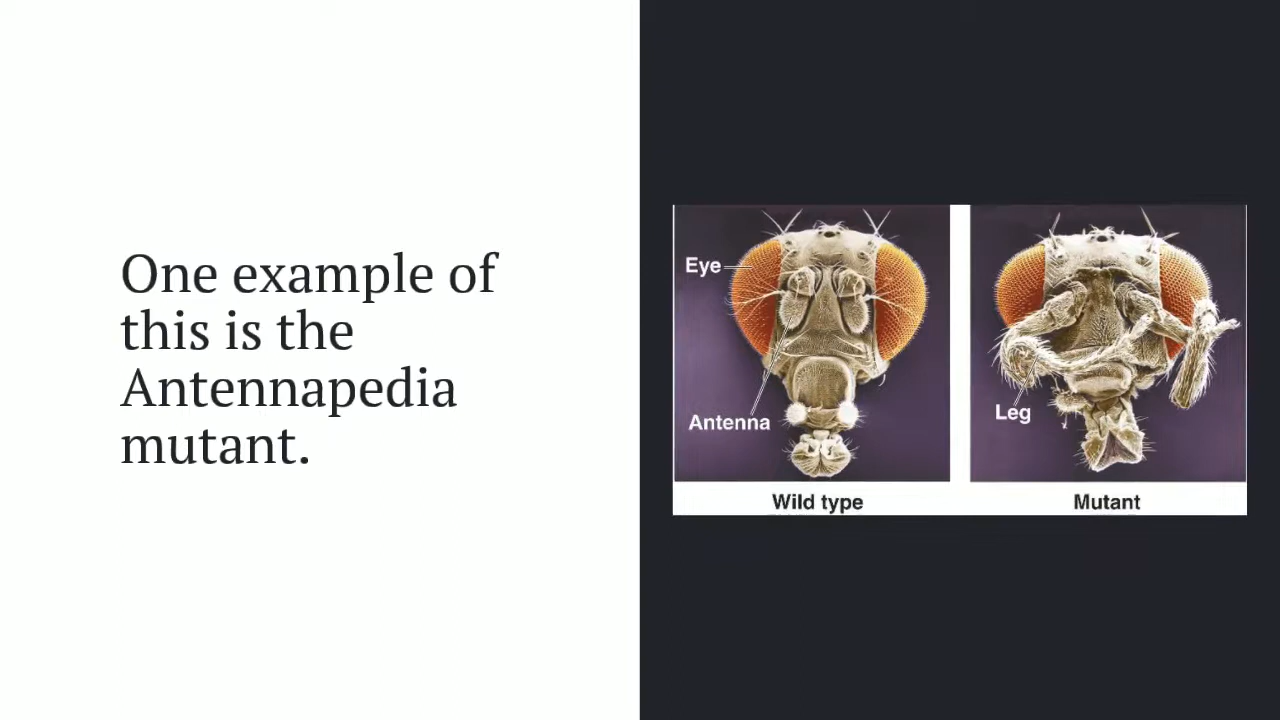 One example of
this is the
Antennapedia
mutant.
Eye
Antenna
Wild type
Leg
Mutant